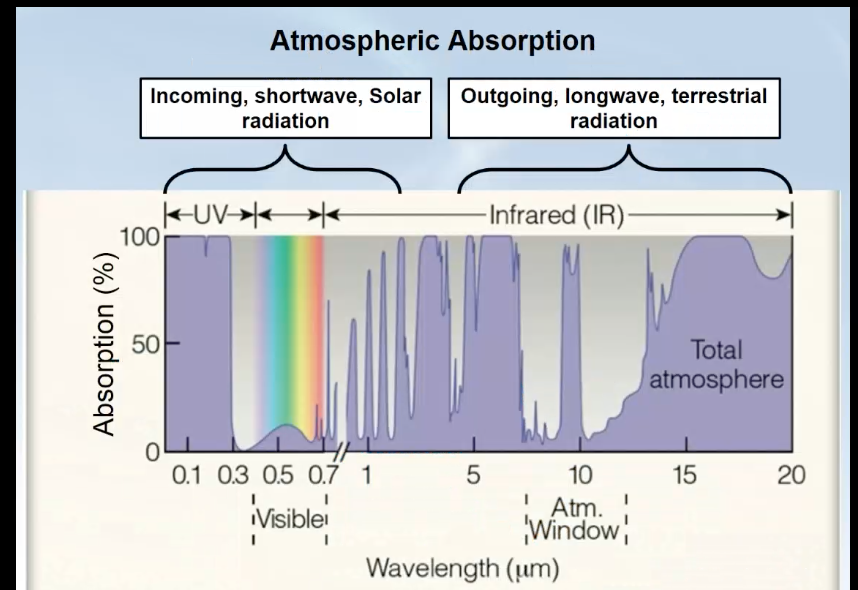 Atmospheric Absorption
Incoming, shortwave, Solar
radiation
Outgoing, longwave, terrestrial
radiation
UV
Infrared (IR)
100
50
0
Absorption (%)
Total
atmosphere
0.1 0.3 0.5 0.7 1 5 10 15 20
Visible
Atm.
Window
Wavelength (μm)